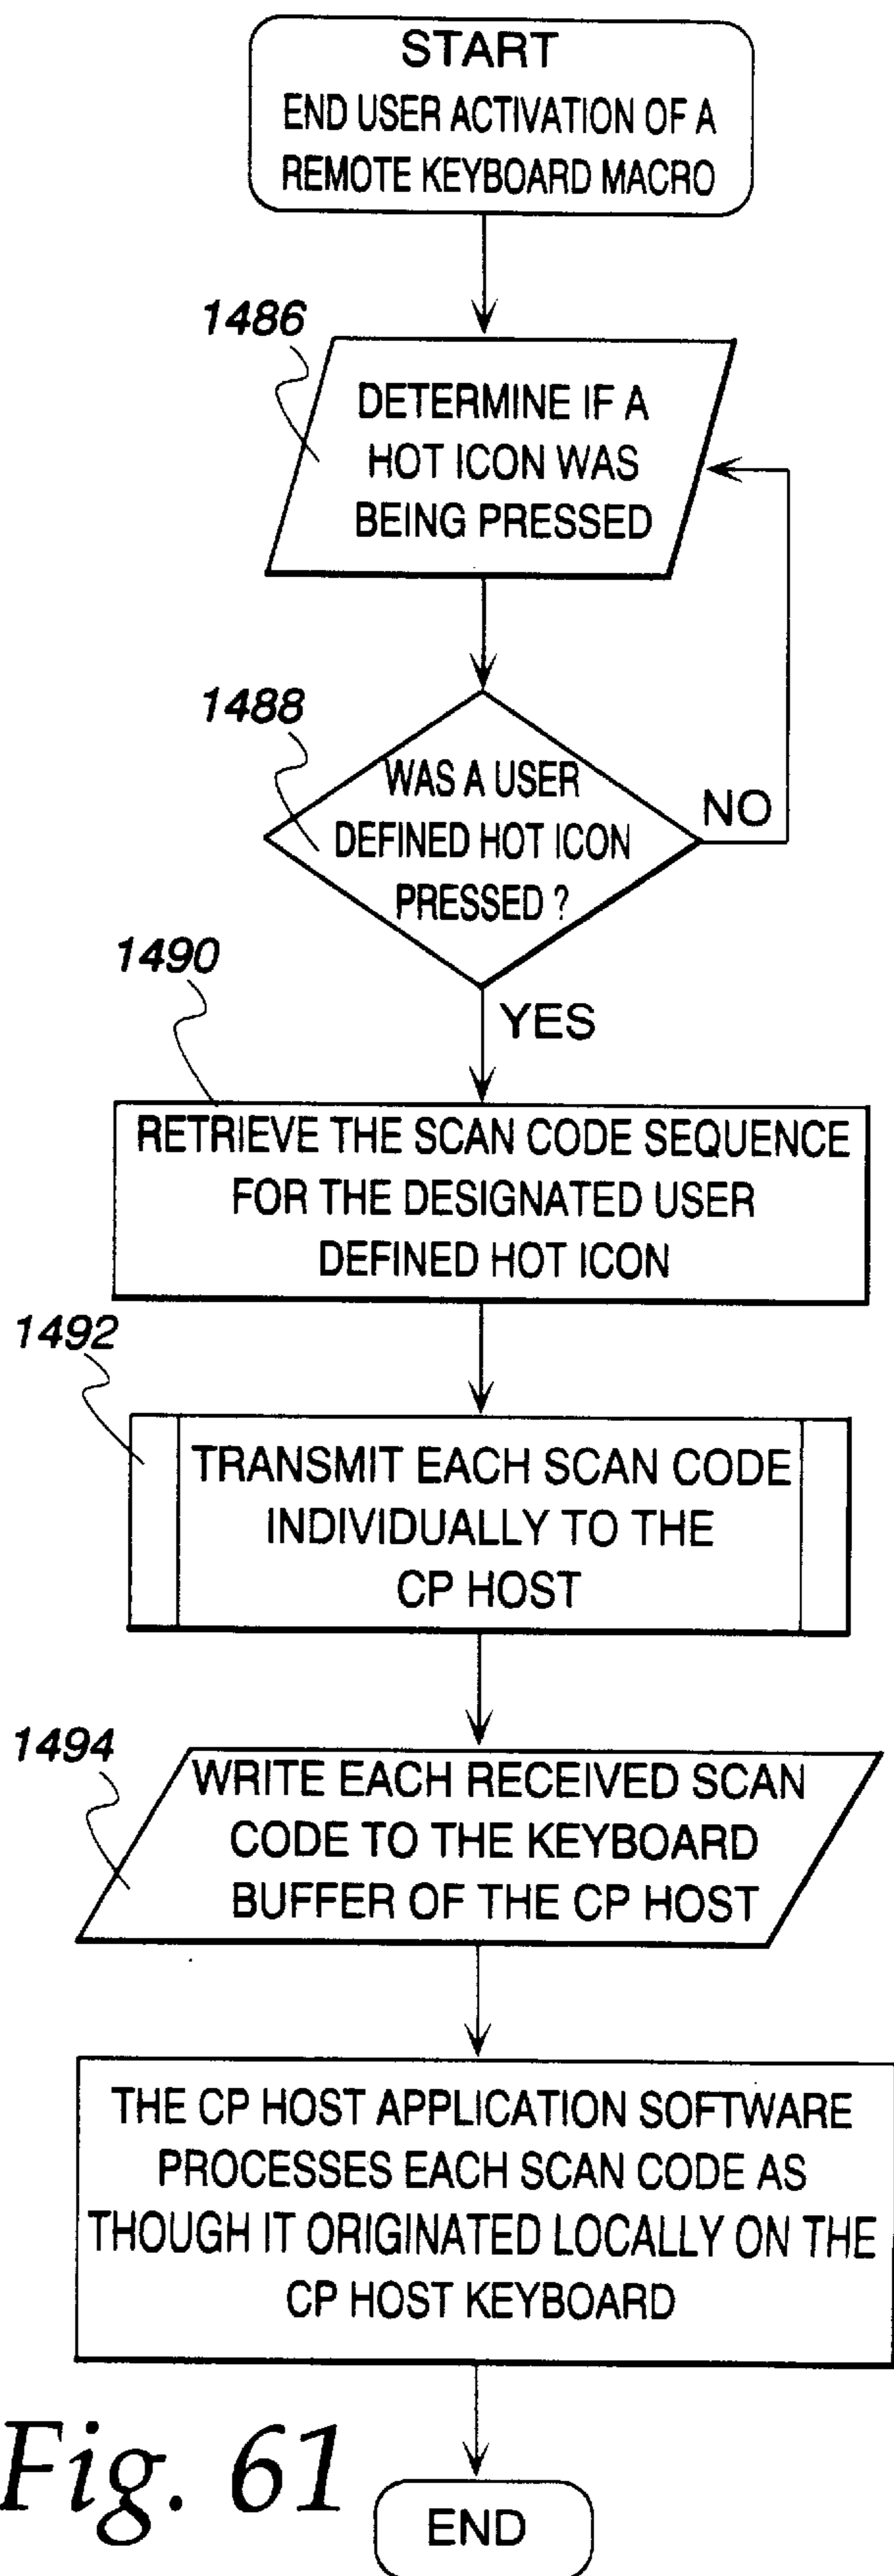 START
END USER ACTIVATION OF A
REMOTE KEYBOARD MACRO
1486
DETERMINE IF A
HOT ICON WAS
BEING PRESSED
1488
WAS A USER
DEFINED HOT ICON
PRESSED ?
NO
YES
1490
RETRIEVE THE SCAN CODE SEQUENCE
FOR THE DESIGNATED USER
DEFINED HOT ICON
1492
TRANSMIT EACH SCAN CODE
INDIVIDUALLY TO THE
CP HOST
1494
WRITE EACH RECEIVED SCAN
CODE TO THE KEYBOARD
BUFFER OF THE CP HOST
THE CP HOST APPLICATION SOFTWARE
PROCESSES EACH SCAN CODE AS
THOUGH IT ORIGINATED LOCALLY ON THE
CP HOST KEYBOARD
Fig. 61
END